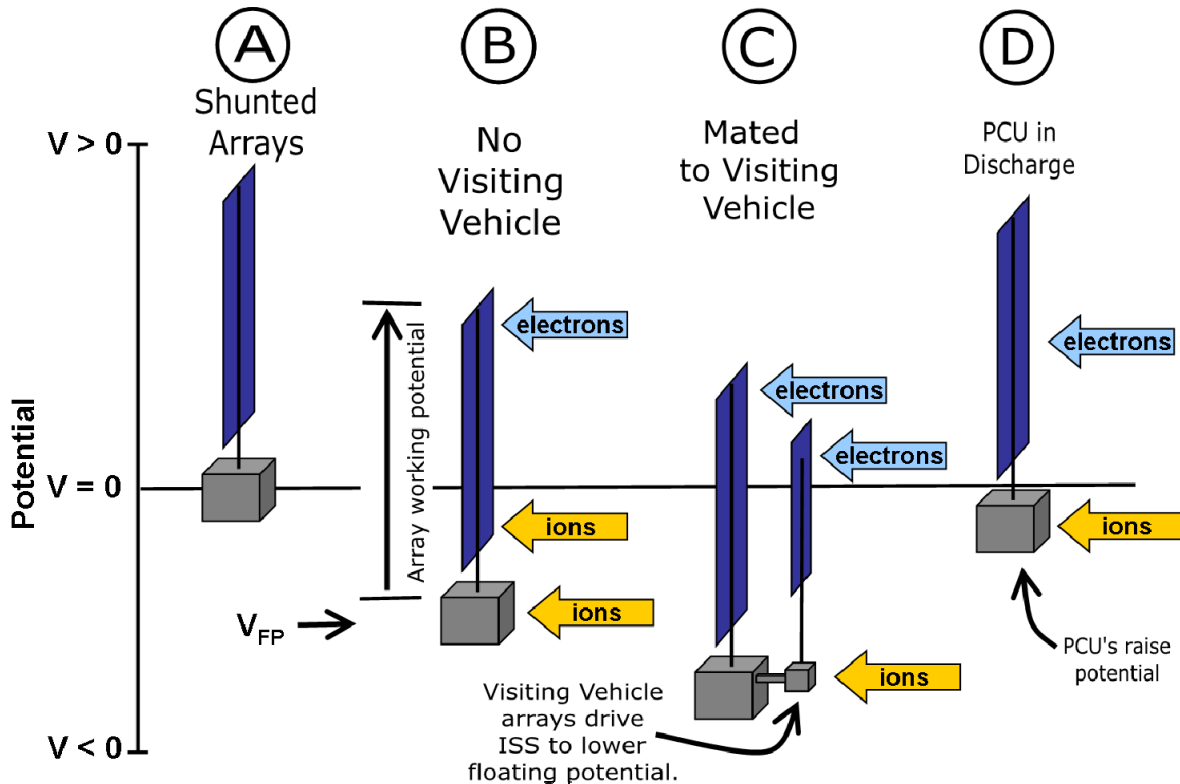 A
Shunted
Arrays
B
No
Visiting
Vehicle
C
Mated
to Visiting
Vehicle
D
PCU in
Discharge
V > 0
V = 0
V < 0
Potential
Array working potential
electrons
ions
ions
V_FP
electrons
electrons
ions
Visiting Vehicle
arrays drive
ISS to lower
floating potential.
electrons
ions
PCU's raise
potential